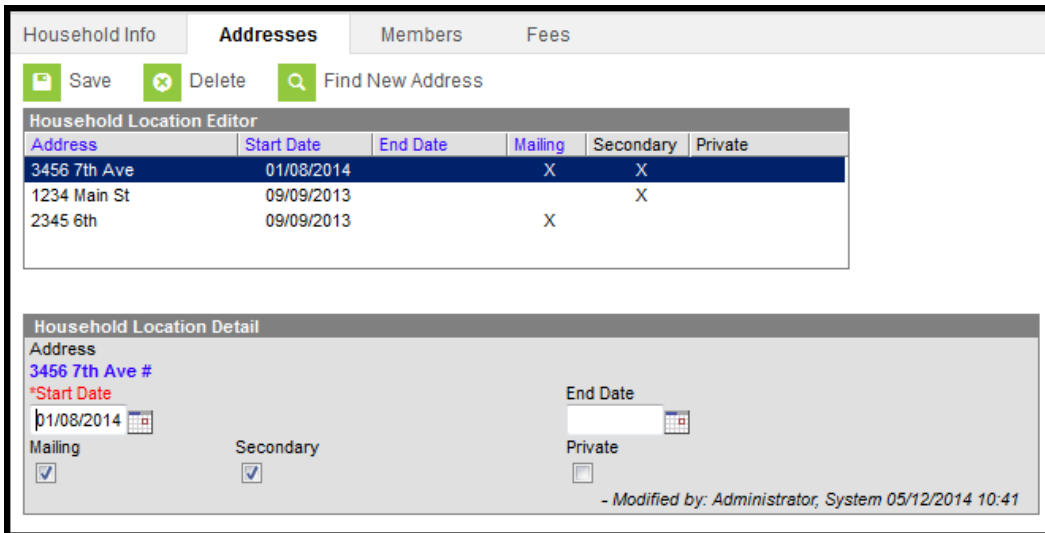 Household Info Addresses Members Fees
Save Delete Find New Address
Household Location Editor
Address Start Date End Date Mailing Secondary Private
3456 7th Ave 01/08/2014 X X
1234 Main St 09/09/2013 X
2345 6th 09/09/2013 X
Household Location Detail
Address
3456 7th Ave #
*Start Date End Date
01/08/2014
Mailing Secondary Private
- Modified by: Administrator, System 05/12/2014 10:41